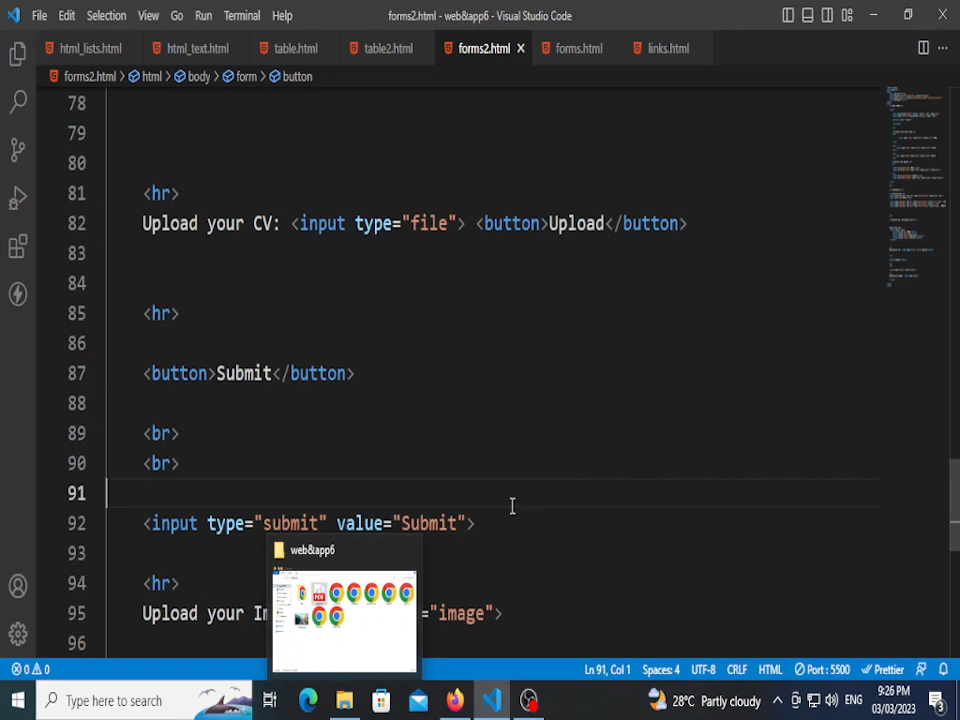 File Edit Selection View Go Run Terminal Help forms2.html - web&app6 - Visual Studio Code
html_lists.html html_text.html table.html table2.html forms2.html forms.html links.html
forms2.html > html > body > form > button
78
79
80
81 <hr>
82 Upload your CV: <input type="file"> <button>Upload</button>
83
84
85 <hr>
86
87 <button>Submit</button>
88
89 <br>
90 <br>
91
92 <input type="submit" value="Submit">
93
web&app6
94 <hr>
95 Upload your I ="image">
PDF
96
0 0 Ln 91, Col 1 Spaces: 4 UTF-8 CRLF HTML Port : 5500 Prettier
Type here to search 28°C Partly cloudy ENG 9:26 PM
03/03/2023 3